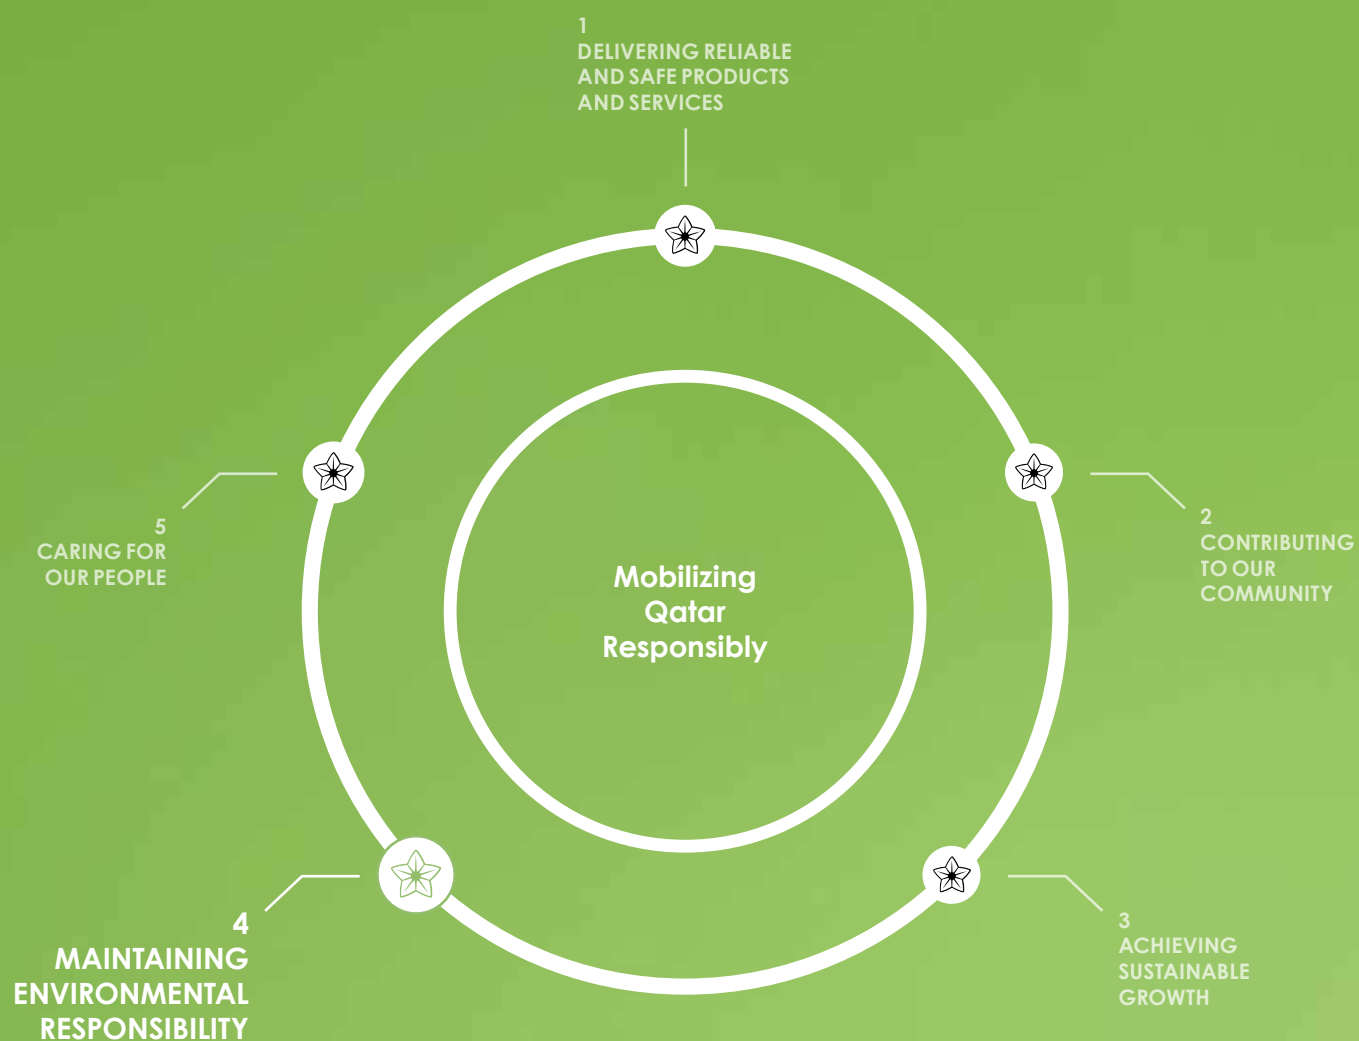 1
DELIVERING RELIABLE
AND SAFE PRODUCTS
AND SERVICES
2
CONTRIBUTING
TO OUR
COMMUNITY
5
CARING FOR
OUR PEOPLE
Mobilizing
Qatar
Responsibly
4
MAINTAINING
ENVIRONMENTAL
RESPONSIBILITY
3
ACHIEVING
SUSTAINABLE
GROWTH